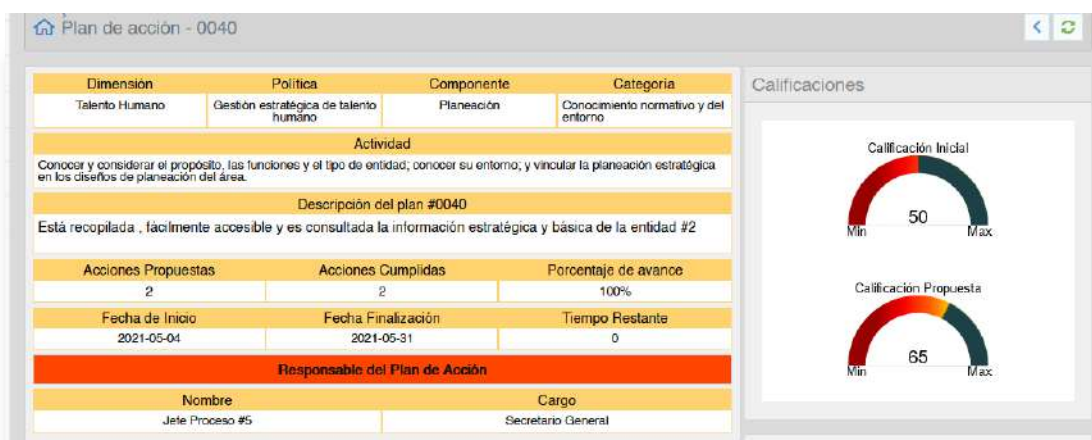 Plan de acción - 0040
Dimensión Política Componente Categoría
Talento Humano Gestión estratégica de talento humano Planeación Conocimiento normativo y del entorno
Actividad
Conocer y considerar el propósito, las funciones y el tipo de entidad; conocer su entorno; y vincular la planeación estratégica
en los diseños de planeación del área.
Descripción del plan #0040
Está recopilada , fácilmente accesible y es consultada la información estratégica y básica de la entidad #2
Acciones Propuestas Acciones Cumplidas Porcentaje de avance
2 2 100%
Fecha de Inicio Fecha Finalización Tiempo Restante
2021-05-04 2021-05-31 0
Responsable del Plan de Acción
Nombre Cargo
Jefe Proceso #5 Secretario General
Calificaciones
Calificación Inicial
50
Min Max
Calificación Propuesta
65
Min Max